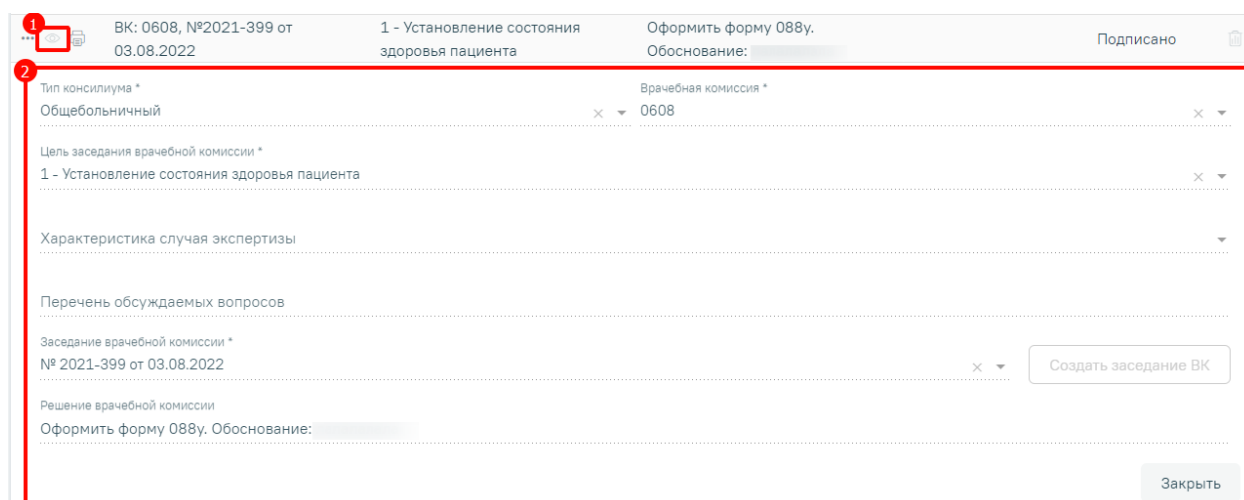 1
ВК: 0608, №2021-399 от 1 - Установление состояния Оформить форму 088у.
03.08.2022 здоровья пациента Обоснование: Подписано
2
Тип консилиума * Врачебная комиссия *
Общебольничный 0608
Цель заседания врачебной комиссии *
1 - Установление состояния здоровья пациента
Характеристика случая экспертизы
Перечень обсуждаемых вопросов
Заседание врачебной комиссии *
№ 2021-399 от 03.08.2022 Создать заседание ВК
Решение врачебной комиссии
Оформить форму 088у. Обоснование:
Закрыть